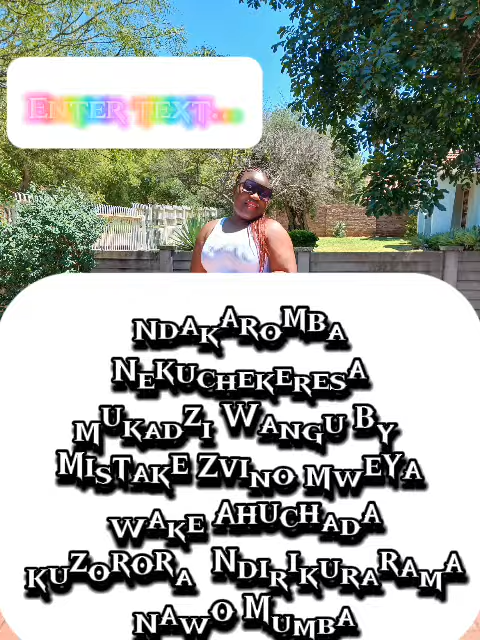 Enter text...
Ndakaromba
Nekuchekeresa
Mukadzi Wangu By
Mistake Zvino Mweya
wake ahuchada
kuzorora Ndirikurarama
nawo Mumba